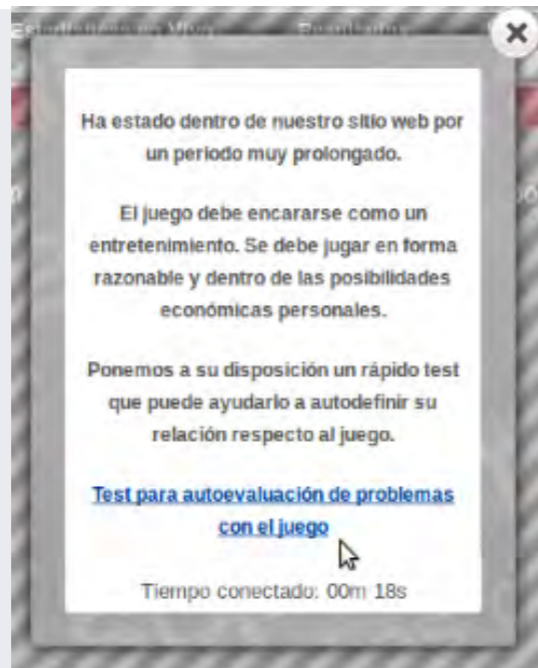 Ha estado dentro de nuestro sitio web por
un periodo muy prolongado.
El juego debe encararse como un
entretenimiento. Se debe jugar en forma
razonable y dentro de las posibilidades
económicas personales.
Ponemos a su disposición un rápido test
que puede ayudarlo a autodefinir su
relación respecto al juego.
Test para autoevaluación de problemas
con el juego
Tiempo conectado: 00m 18s